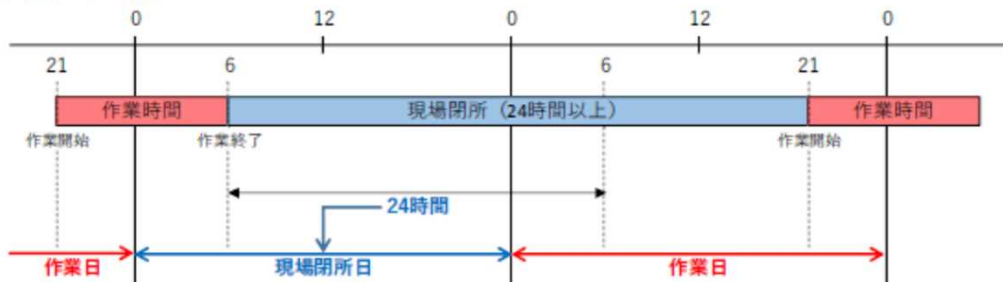 0 12 0 12 0
21 6 6 21
作業時間 現場閉所（24時間以上） 作業時間
作業開始 作業終了 作業開始
24時間
作業日 現場閉所日 作業日